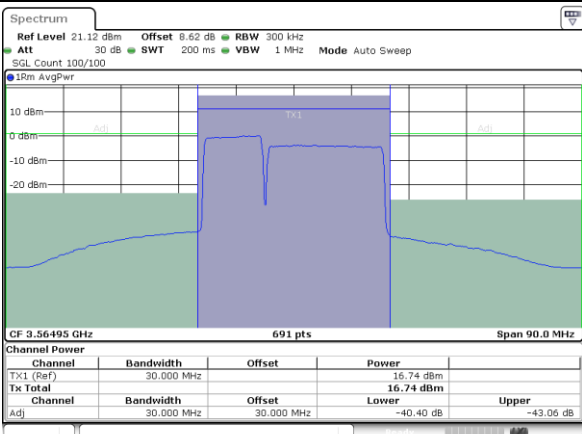 Spectrum
Ref Level 21.12 dBm Offset 8.62 dB RBW 300 kHz
Att 30 dB SWT 200 ms VBW 1 MHz Mode Auto Sweep
SGL Count 100/100
1Rm AvgPwr
TX1
10 dBm
Adj
Adj
0 dBm
-10 dBm
-20 dBm
CF 3.56495 GHz 691 pts Span 90.0 MHz
Channel Power
Channel Bandwidth Offset Power
TX1 (Ref) 30.000 MHz 16.74 dBm
Tx Total 16.74 dBm
Channel Bandwidth Offset Lower Upper
Adj 30.000 MHz 30.000 MHz -40.40 dB -43.06 dB